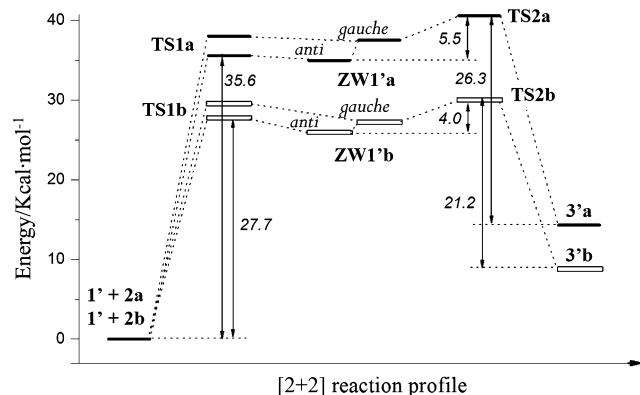 40
30
20
10
0
Energy/Kcal·mol-1
TS1a
TS1b
gauche
anti
ZW1'a
gauche
anti
ZW1'b
TS2a
TS2b
5.5
26.3
4.0
21.2
35.6
27.7
3'a
3'b
1' + 2a
1' + 2b
[2+2] reaction profile